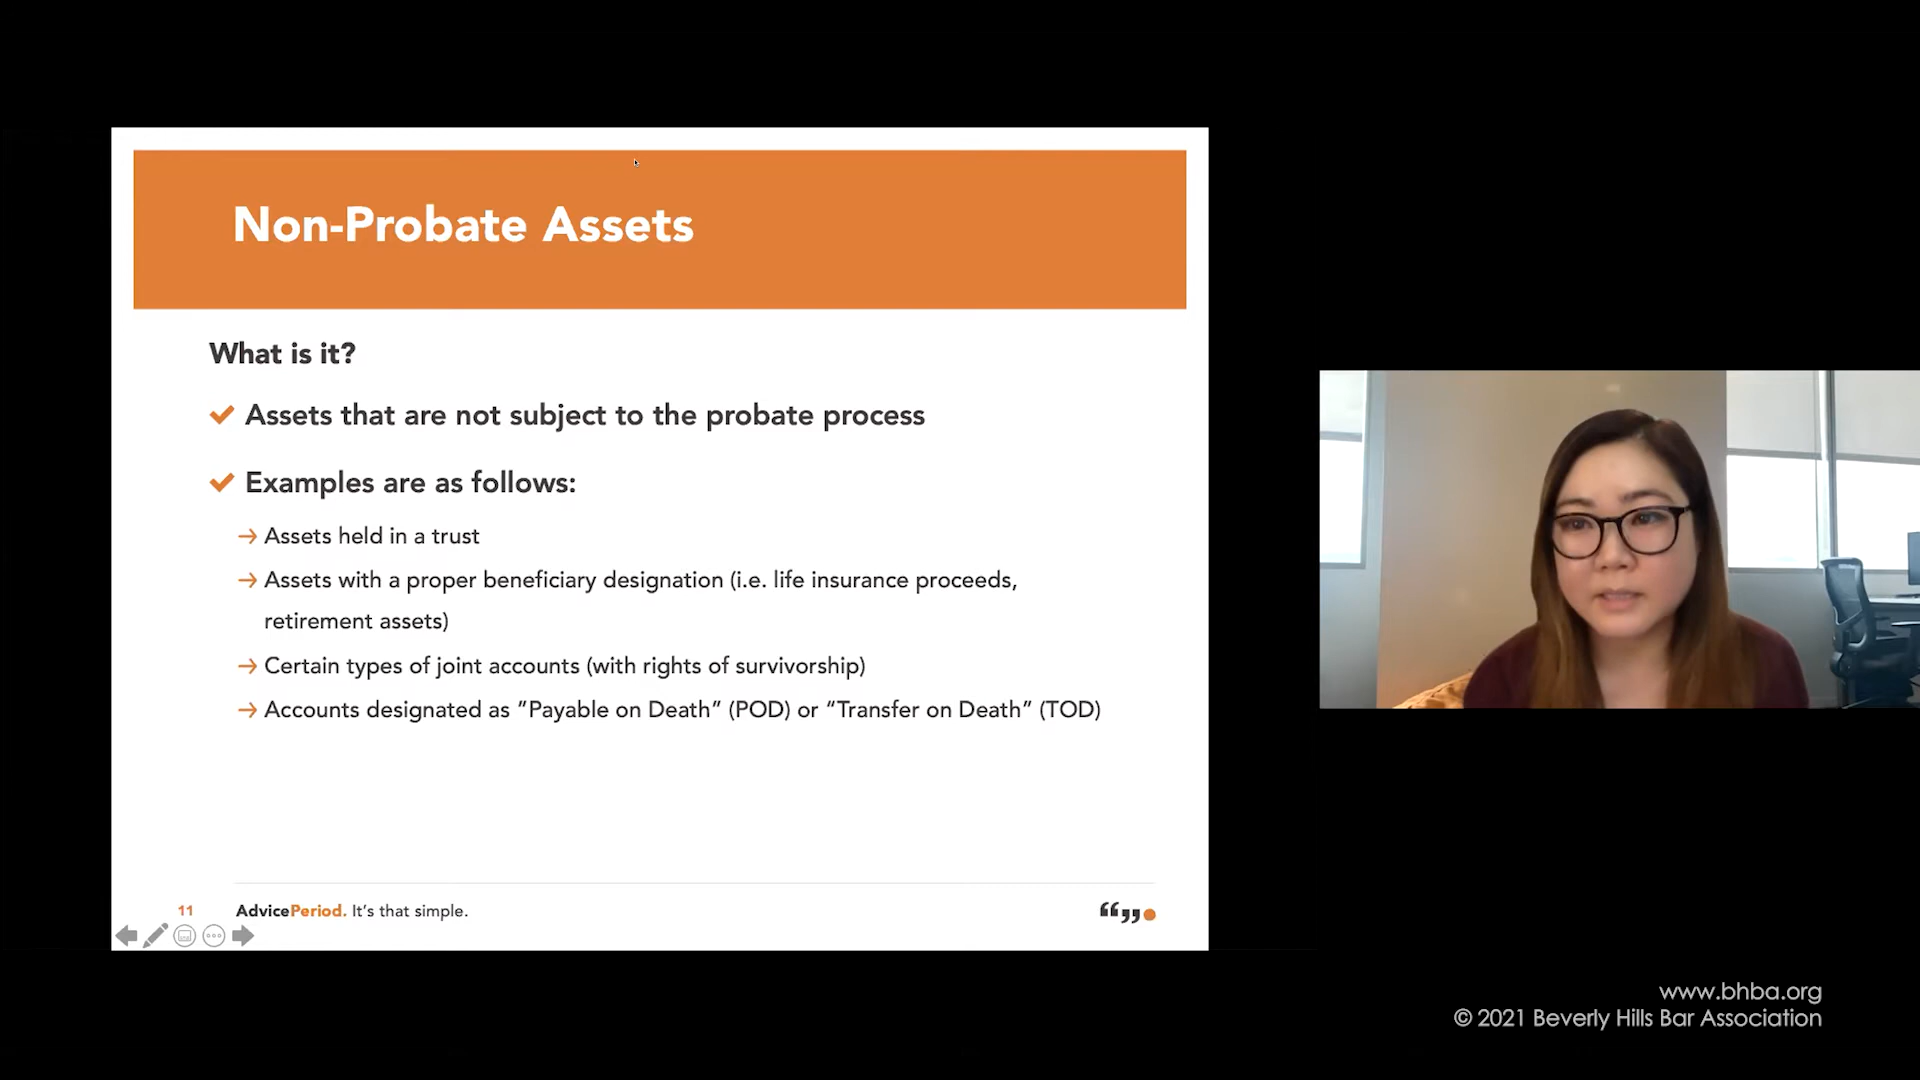 Non-Probate Assets
What is it?
Assets that are not subject to the probate process
Examples are as follows:
Assets held in a trust
Assets with a proper beneficiary designation (i.e. life insurance proceeds,
retirement assets)
Certain types of joint accounts (with rights of survivorship)
Accounts designated as ”Payable on Death” (POD) or “Transfer on Death” (TOD)
11 AdvicePeriod. It’s that simple.
www.bhba.org
© 2021 Beverly Hills Bar Association